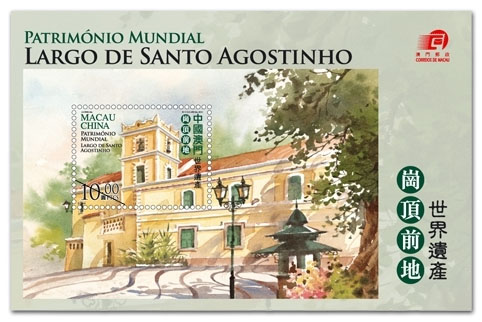 PATRIMÓNIO MUNDIAL
LARGO DE SANTO AGOSTINHO
澳門郵政
CORREIOS DE MACAU
MACAU
CHINA
PATRIMÓNIO
MUNDIAL
LARGO DE SANTO
AGOSTINHO
10.00
中國澳門
世界遺產
崗頂前地
崗頂前地
世界遺產